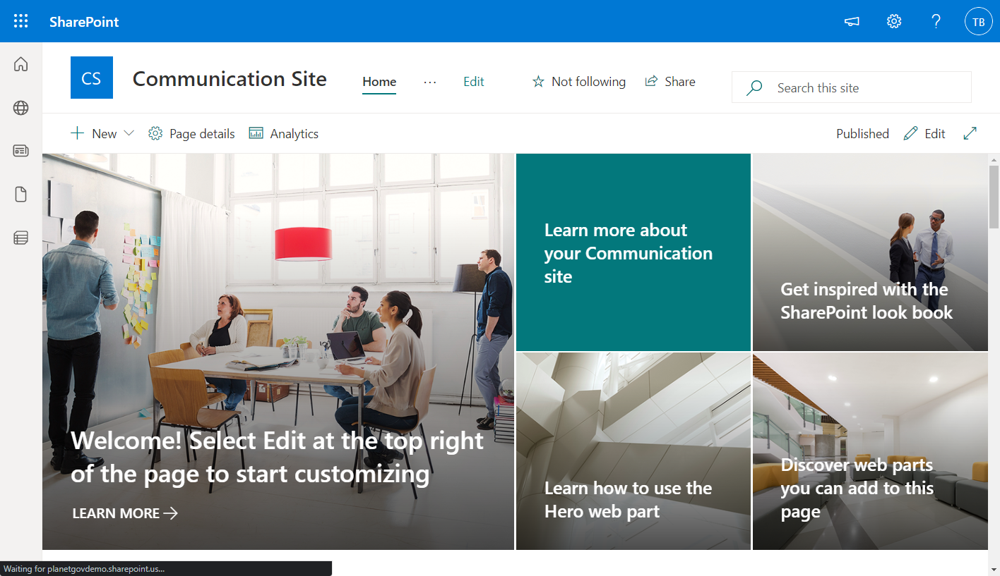 SharePoint
?
TB
CS
Communication Site
Home
...
Edit
Not following
Share
Search this site
New
Page details
Analytics
Published
Edit
Learn more about
your Communication
site
Get inspired with the
SharePoint look book
Welcome! Select Edit at the top right
of the page to start customizing
LEARN MORE
Learn how to use the
Hero web part
Discover web parts
you can add to this
page
Waiting for planetgovdemo.sharepoint.us...